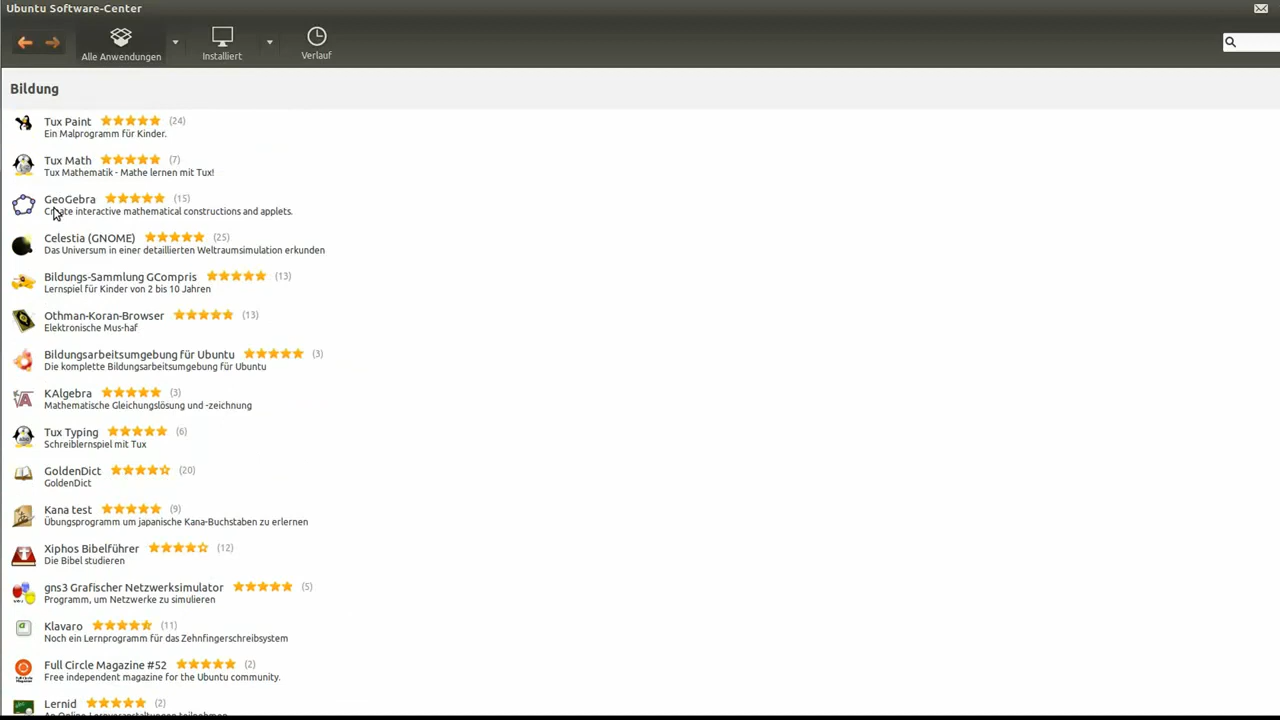 Ubuntu Software-Center
Alle Anwendungen
Installiert
Verlauf
Bildung
Tux Paint (24)
Ein Malprogramm für Kinder.
Tux Math (7)
Tux Mathematik - Mathe lernen mit Tux!
GeoGebra (15)
Create interactive mathematical constructions and applets.
Celestia (GNOME) (25)
Das Universum in einer detaillierten Weltraumsimulation erkunden
Bildungs-Sammlung GCompris (13)
Lernspiel für Kinder von 2 bis 10 Jahren
Othman-Koran-Browser (13)
Elektronische Mus-haf
Bildungsarbeitsumgebung für Ubuntu (3)
Die komplette Bildungsarbeitsumgebung für Ubuntu
KAlgebra (3)
Mathematische Gleichungslösung und -zeichnung
Tux Typing (6)
Schreiblernspiel mit Tux
GoldenDict (20)
GoldenDict
Kana test (9)
Übungsprogramm um japanische Kana-Buchstaben zu erlernen
Xiphos Bibelführer (12)
Die Bibel studieren
gns3 Grafischer Netzwerksimulator (5)
Programm, um Netzwerke zu simulieren
Klavaro (11)
Noch ein Lernprogramm für das Zehnfingerschreibsystem
Full Circle Magazine #52 (2)
Free independent magazine for the Ubuntu community.
Lernid (2)
An Online-Lernveranstaltungen teilnehmen